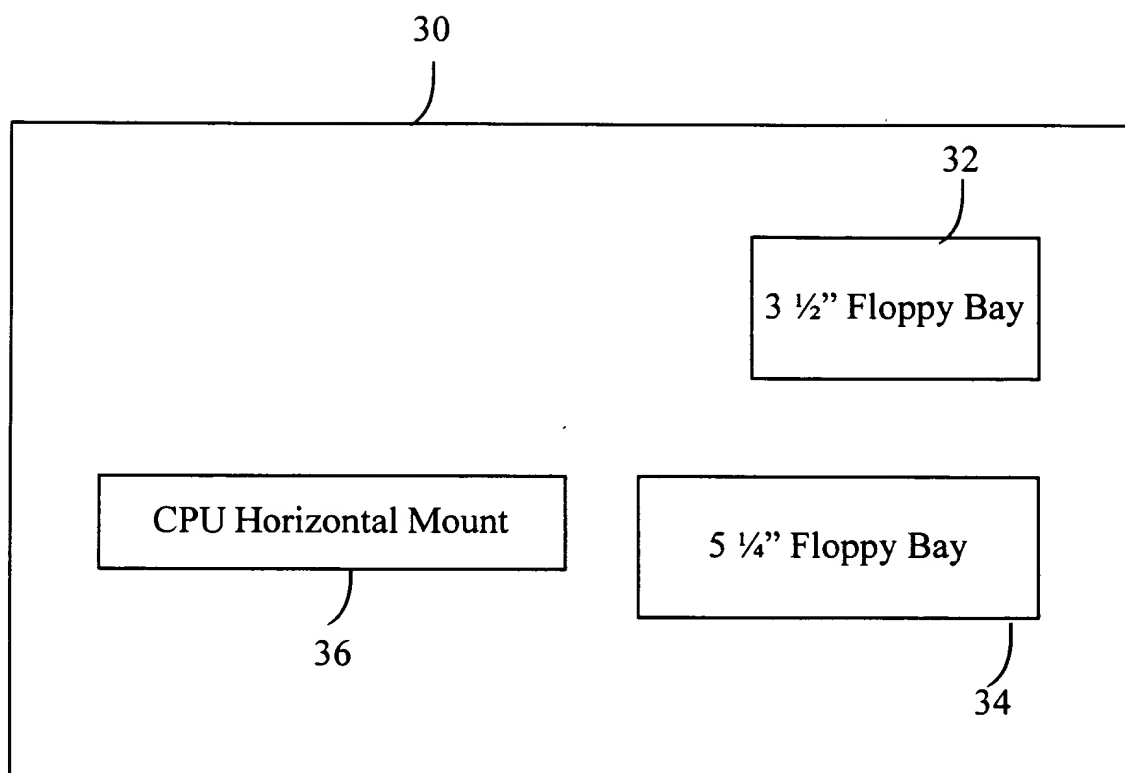 30
32
3 ½” Floppy Bay
CPU Horizontal Mount
5 ¼” Floppy Bay
36
34